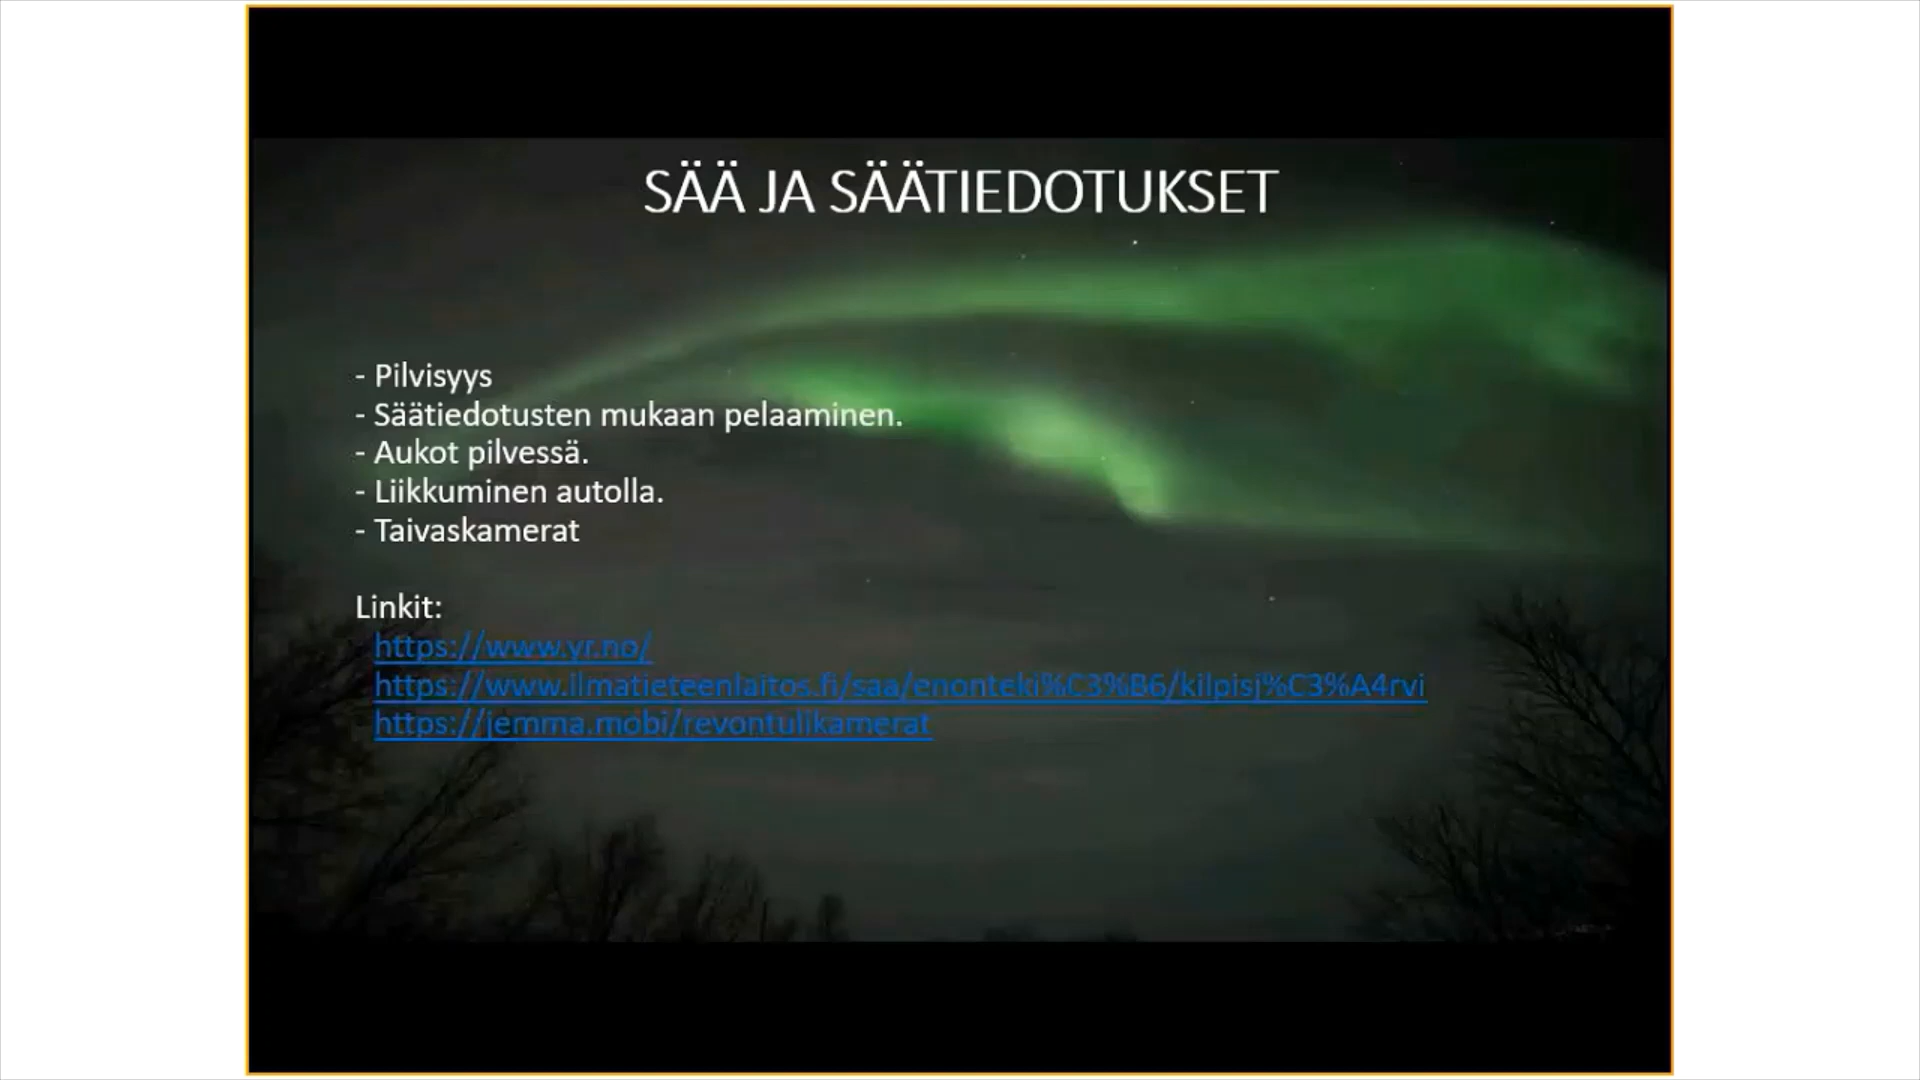 SÄÄ JA SÄÄTIEDOTUKSET
- Pilvisyys
- Säätiedotusten mukaan pelaaminen.
- Aukot pilvessä.
- Liikkuminen autolla.
- Taivaskamerat
Linkit:
https://www.yr.no/
https://www.ilmatieteenlaitos.fi/saa/enonteki%C3%B6/kilpisj%C3%A4rvi
https://jemma.mobi/revontulikamerat